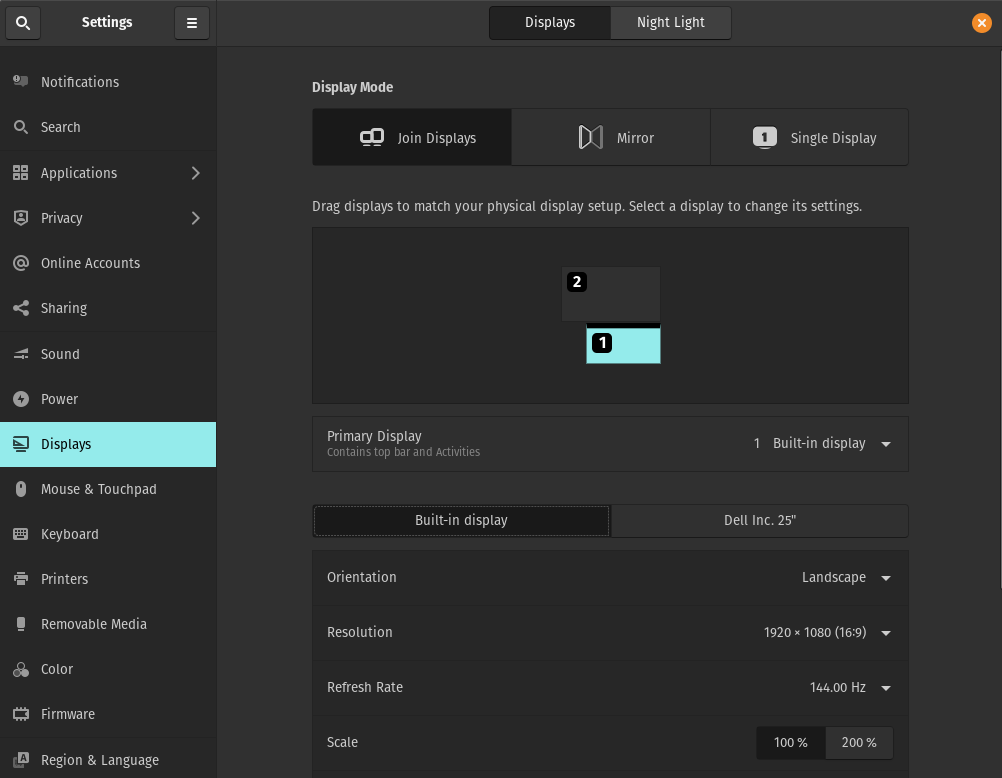 Settings
Displays
Night Light
Notifications
Search
Applications
Privacy
Online Accounts
Sharing
Sound
Power
Displays
Mouse & Touchpad
Keyboard
Printers
Removable Media
Color
Firmware
Region & Language
Display Mode
Join Displays
Mirror
1 Single Display
Drag displays to match your physical display setup. Select a display to change its settings.
2
1
Primary Display
Contains top bar and Activities
1 Built-in display
Built-in display
Dell Inc. 25"
Orientation
Landscape
Resolution
1920 × 1080 (16:9)
Refresh Rate
144.00 Hz
Scale
100 %
200 %